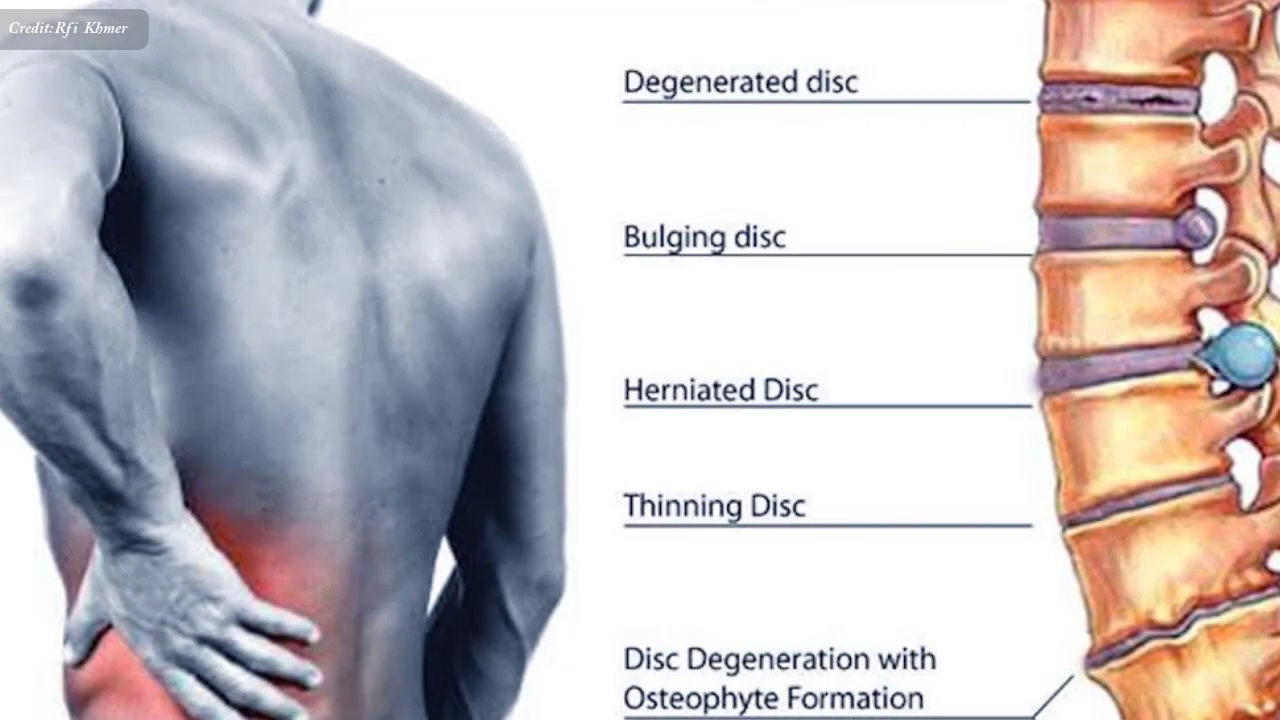 Credit:Rfi Khmer
Degenerated disc
Bulging disc
Herniated Disc
Thinning Disc
Disc Degeneration with
Osteophyte Formation